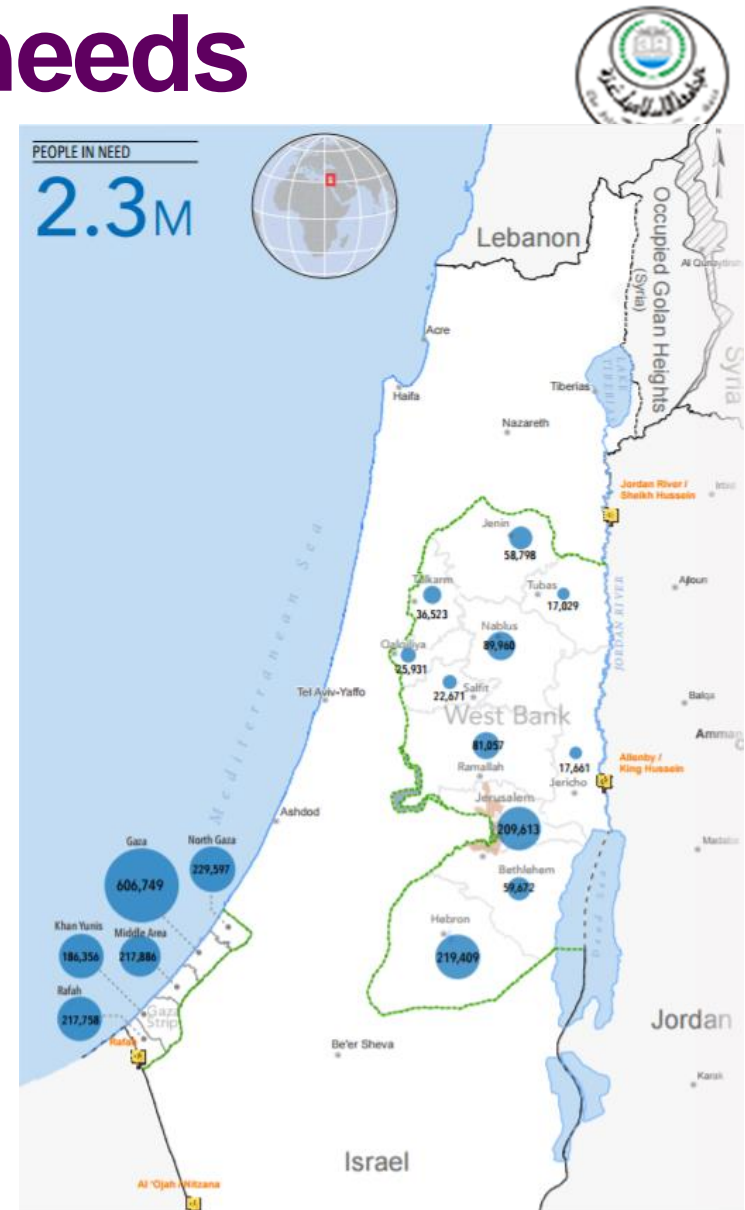 needs
PEOPLE IN NEED
2.3M
Lebanon
Occupied Golan Heights
(Syria)
Syria
Acre
Haifa
Tiberias
LAKE
Nazareth
Jordan River /
Sheikh Hussein
Irbid
Jenin
58,798
Tulkarm
36,523
Tubas
17,029
Ajloun
JORDAN RIVER
Nablus
89,960
Qalqiliya
25,931
22,671
Salfit
Mediterranean Sea
Tel Aviv-Yaffo
West Bank
Balqa
Amman
81,057
Ramallah
17,661
Jericho
Allenby /
King Hussein
Jerusalem
209,613
Ashdod
Madaba
Gaza
606,749
North Gaza
229,597
Bethlehem
59,672
Dead Sea
Khan Yunis
186,356
Middle Area
217,886
Hebron
219,409
Rafah
217,758
Gaza
Strip
Rafah
Be'er Sheva
Jordan
Karak
Israel
Al 'Ojah / Nitzana